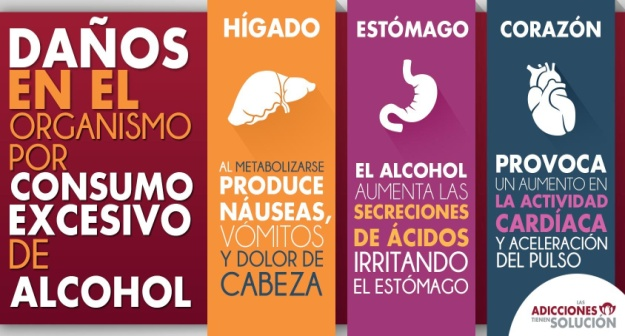 DAÑOS
EN EL
ORGANISMO
POR
CONSUMO
EXCESIVO
DE
ALCOHOL
HÍGADO
AL METABOLIZARSE
PRODUCE
NÁUSEAS,
VÓMITOS
Y DOLOR DE
CABEZA
ESTÓMAGO
EL ALCOHOL
AUMENTA LAS
SECRECIONES
DE ÁCIDOS
IRRITANDO
EL ESTÓMAGO
CORAZÓN
PROVOCA
UN AUMENTO EN
LA ACTIVIDAD
CARDÍACA
Y ACELERACIÓN
DEL PULSO
LAS
ADICCIONES
TIENEN SOLUCIÓN